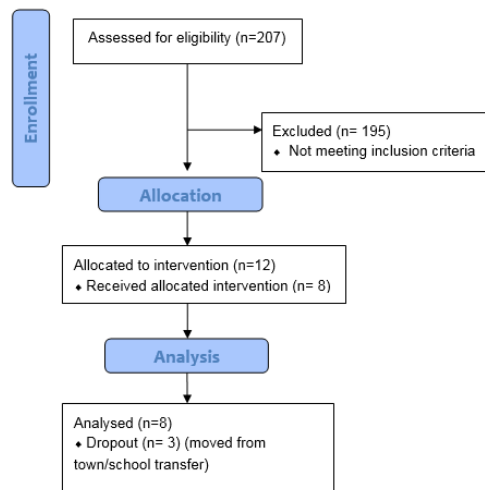 Enrollment
Assessed for eligibility (n=207)
Excluded (n= 195)
⬥ Not meeting inclusion criteria
Allocation
Allocated to intervention (n=12)
⬥ Received allocated intervention (n= 8)
Analysis
Analysed (n=8)
⬥ Dropout (n= 3) (moved from
town/school transfer)